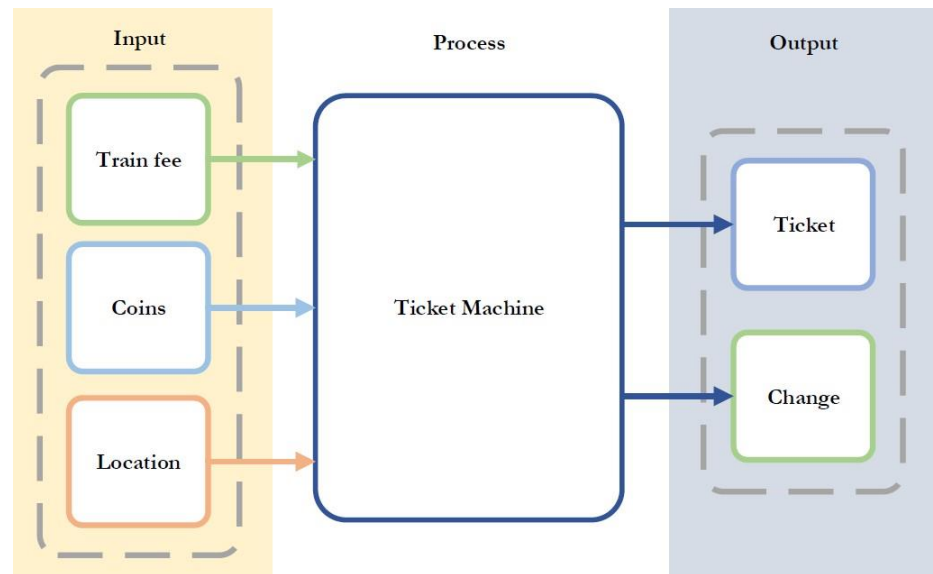 Input
Process
Output
Train fee
Coins
Location
Ticket Machine
Ticket
Change